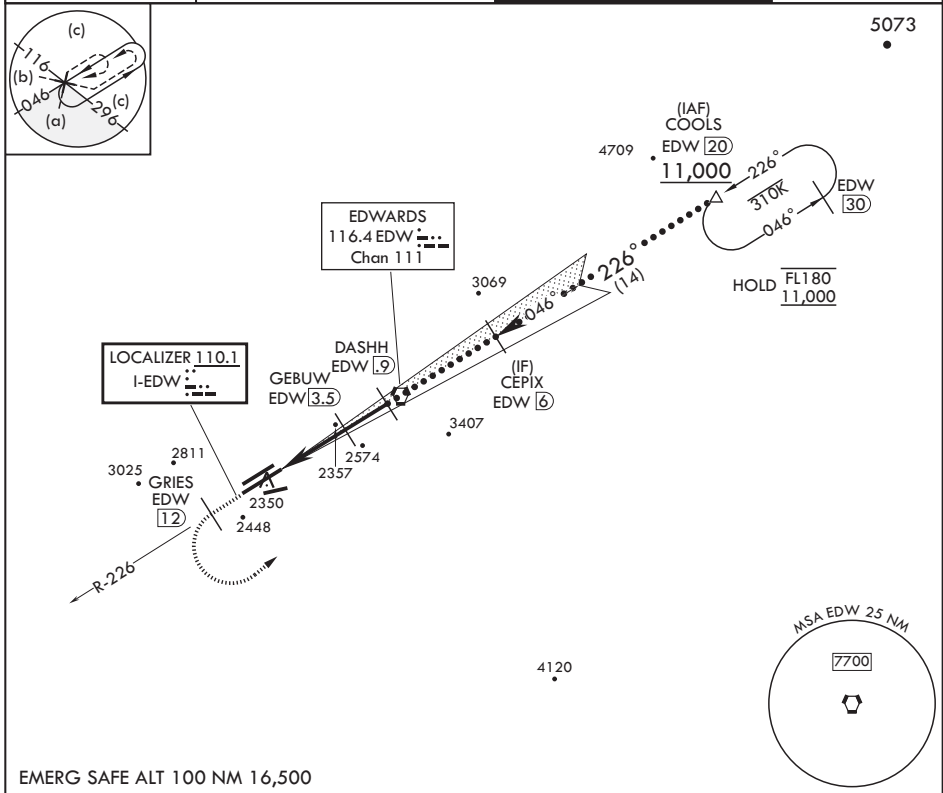 (c)
116
(b)
046
(a)
296
(c)
5073
(IAF)
COOLS
EDW 20
11,000
4709
226°
310K
046°
EDW
30
HOLD FL180
11,000
EDWARDS
116.4 EDW
Chan 111
3069
226°
(14)
046°
LOCALIZER 110.1
I-EDW
DASHH
EDW .9
GEBUW
EDW 3.5
(IF)
CEPIX
EDW 6
3407
2574
2357
2811
3025
GRIES
EDW
12
2350
2448
R-226
4120
MSA EDW 25 NM
7700
EMERG SAFE ALT 100 NM 16,500